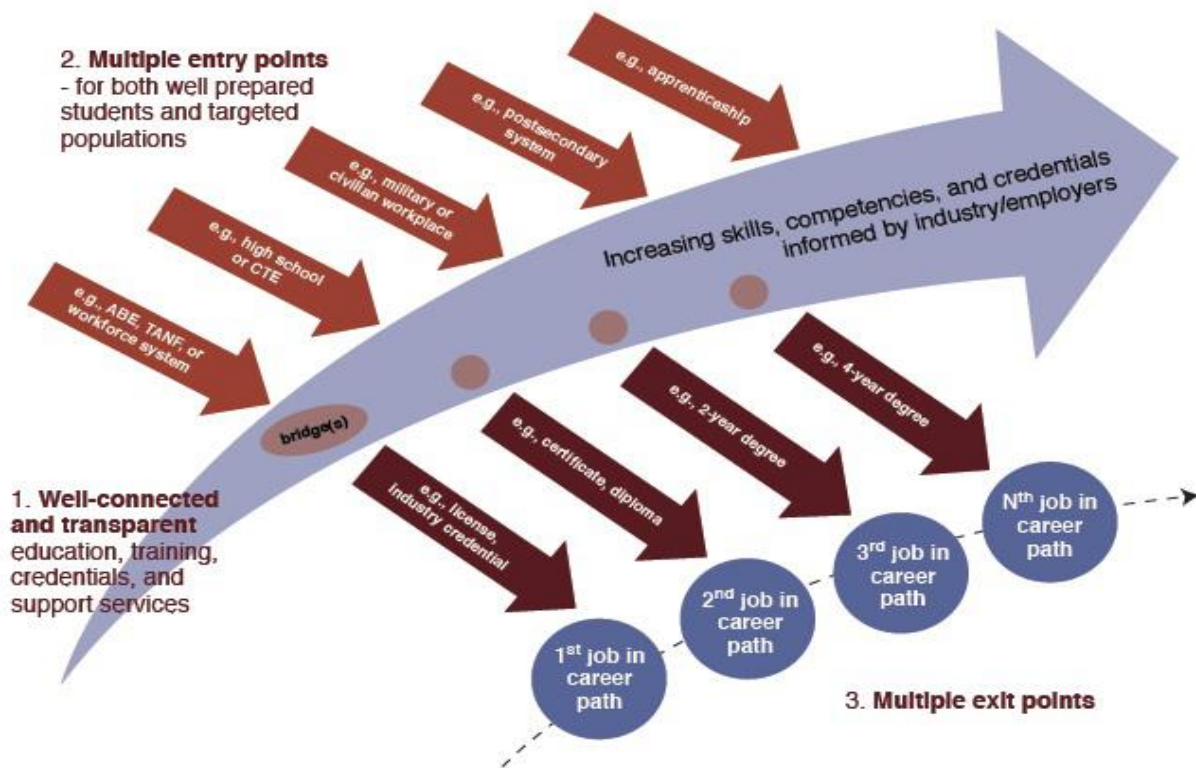 2. Multiple entry points
- for both well prepared
students and targeted
populations
e.g., apprenticeship
e.g., postsecondary
system
e.g., military or
civilian workplace
e.g., high school
or CTE
e.g., ABE, TANF, or
workforce system
Increasing skills, competencies, and credentials
informed by industry/employers
bridge(s)
1. Well-connected
and transparent
education, training,
credentials, and
support services
e.g., license,
industry credential
e.g., certificate, diploma
e.g., 2-year degree
e.g., 4-year degree
1st job in
career
path
2nd job in
career
path
3rd job in
career
path
Nth job in
career
path
3. Multiple exit points